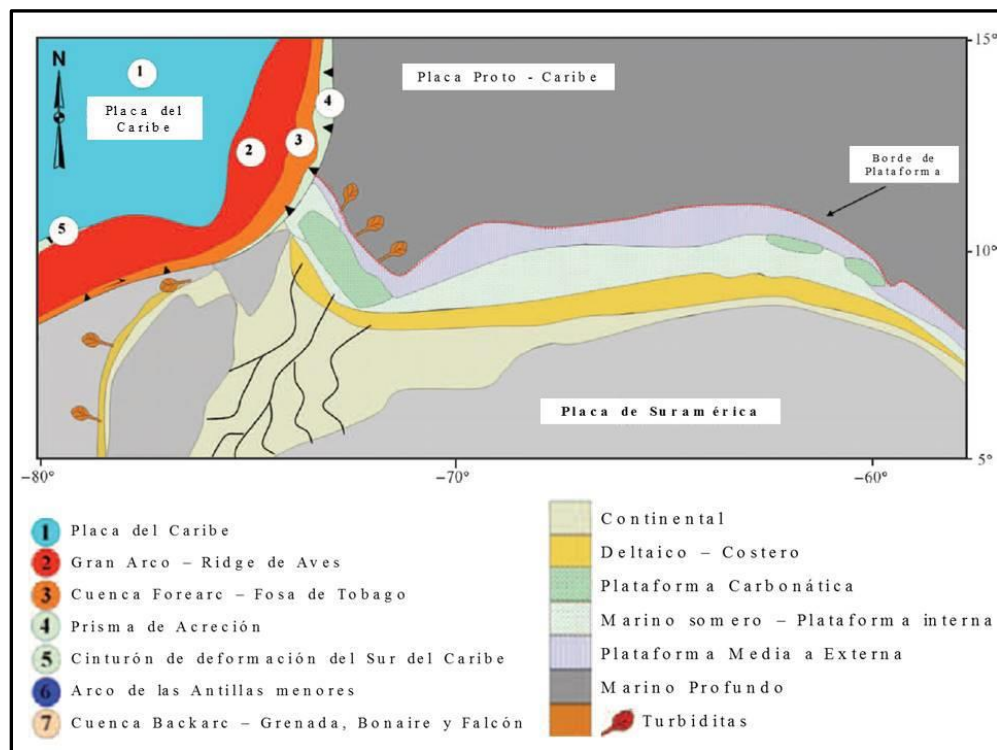 15°
N
1
Placa del
Caribe
Placa Proto - Caribe
4
3
2
Borde de
Plataforma
5
10°
Placa de Suramérica
5°
−80°
−70°
−60°
1 Placa del Caribe
2 Gran Arco – Ridge de Aves
3 Cuenca Forearc – Fosa de Tobago
4 Prisma de Acreción
5 Cinturón de deformación del Sur del Caribe
6 Arco de las Antillas menores
7 Cuenca Backarc – Grenada, Bonaire y Falcón
Continental
Deltaico – Costero
Plataforma Carbonática
Marino somero – Plataforma interna
Plataforma Media a Externa
Marino Profundo
Turbiditas